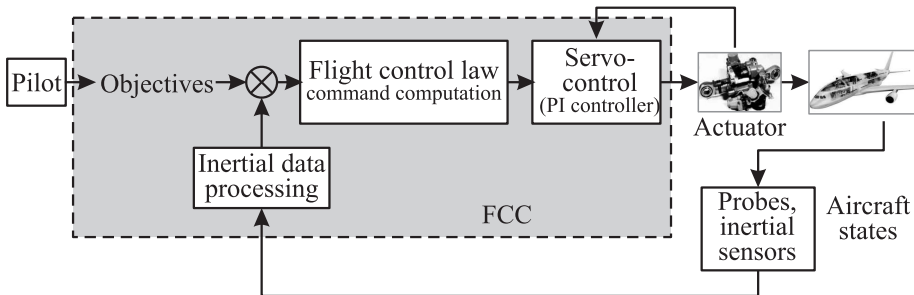 Pilot
Objectives
Flight control law
command computation
Servo-
control
(PI controller)
Actuator
Inertial data
processing
FCC
Probes,
inertial
sensors
Aircraft
states